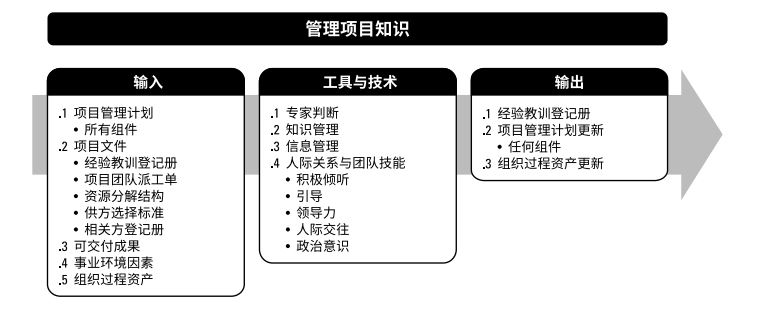 管理项目知识
输入
.1 项目管理计划
• 所有组件
.2 项目文件
• 经验教训登记册
• 项目团队派工单
• 资源分解结构
• 供方选择标准
• 相关方登记册
.3 可交付成果
.4 事业环境因素
.5 组织过程资产
工具与技术
.1 专家判断
.2 知识管理
.3 信息管理
.4 人际关系与团队技能
• 积极倾听
• 引导
• 领导力
• 人际交往
• 政治意识
输出
.1 经验教训登记册
.2 项目管理计划更新
• 任何组件
.3 组织过程资产更新